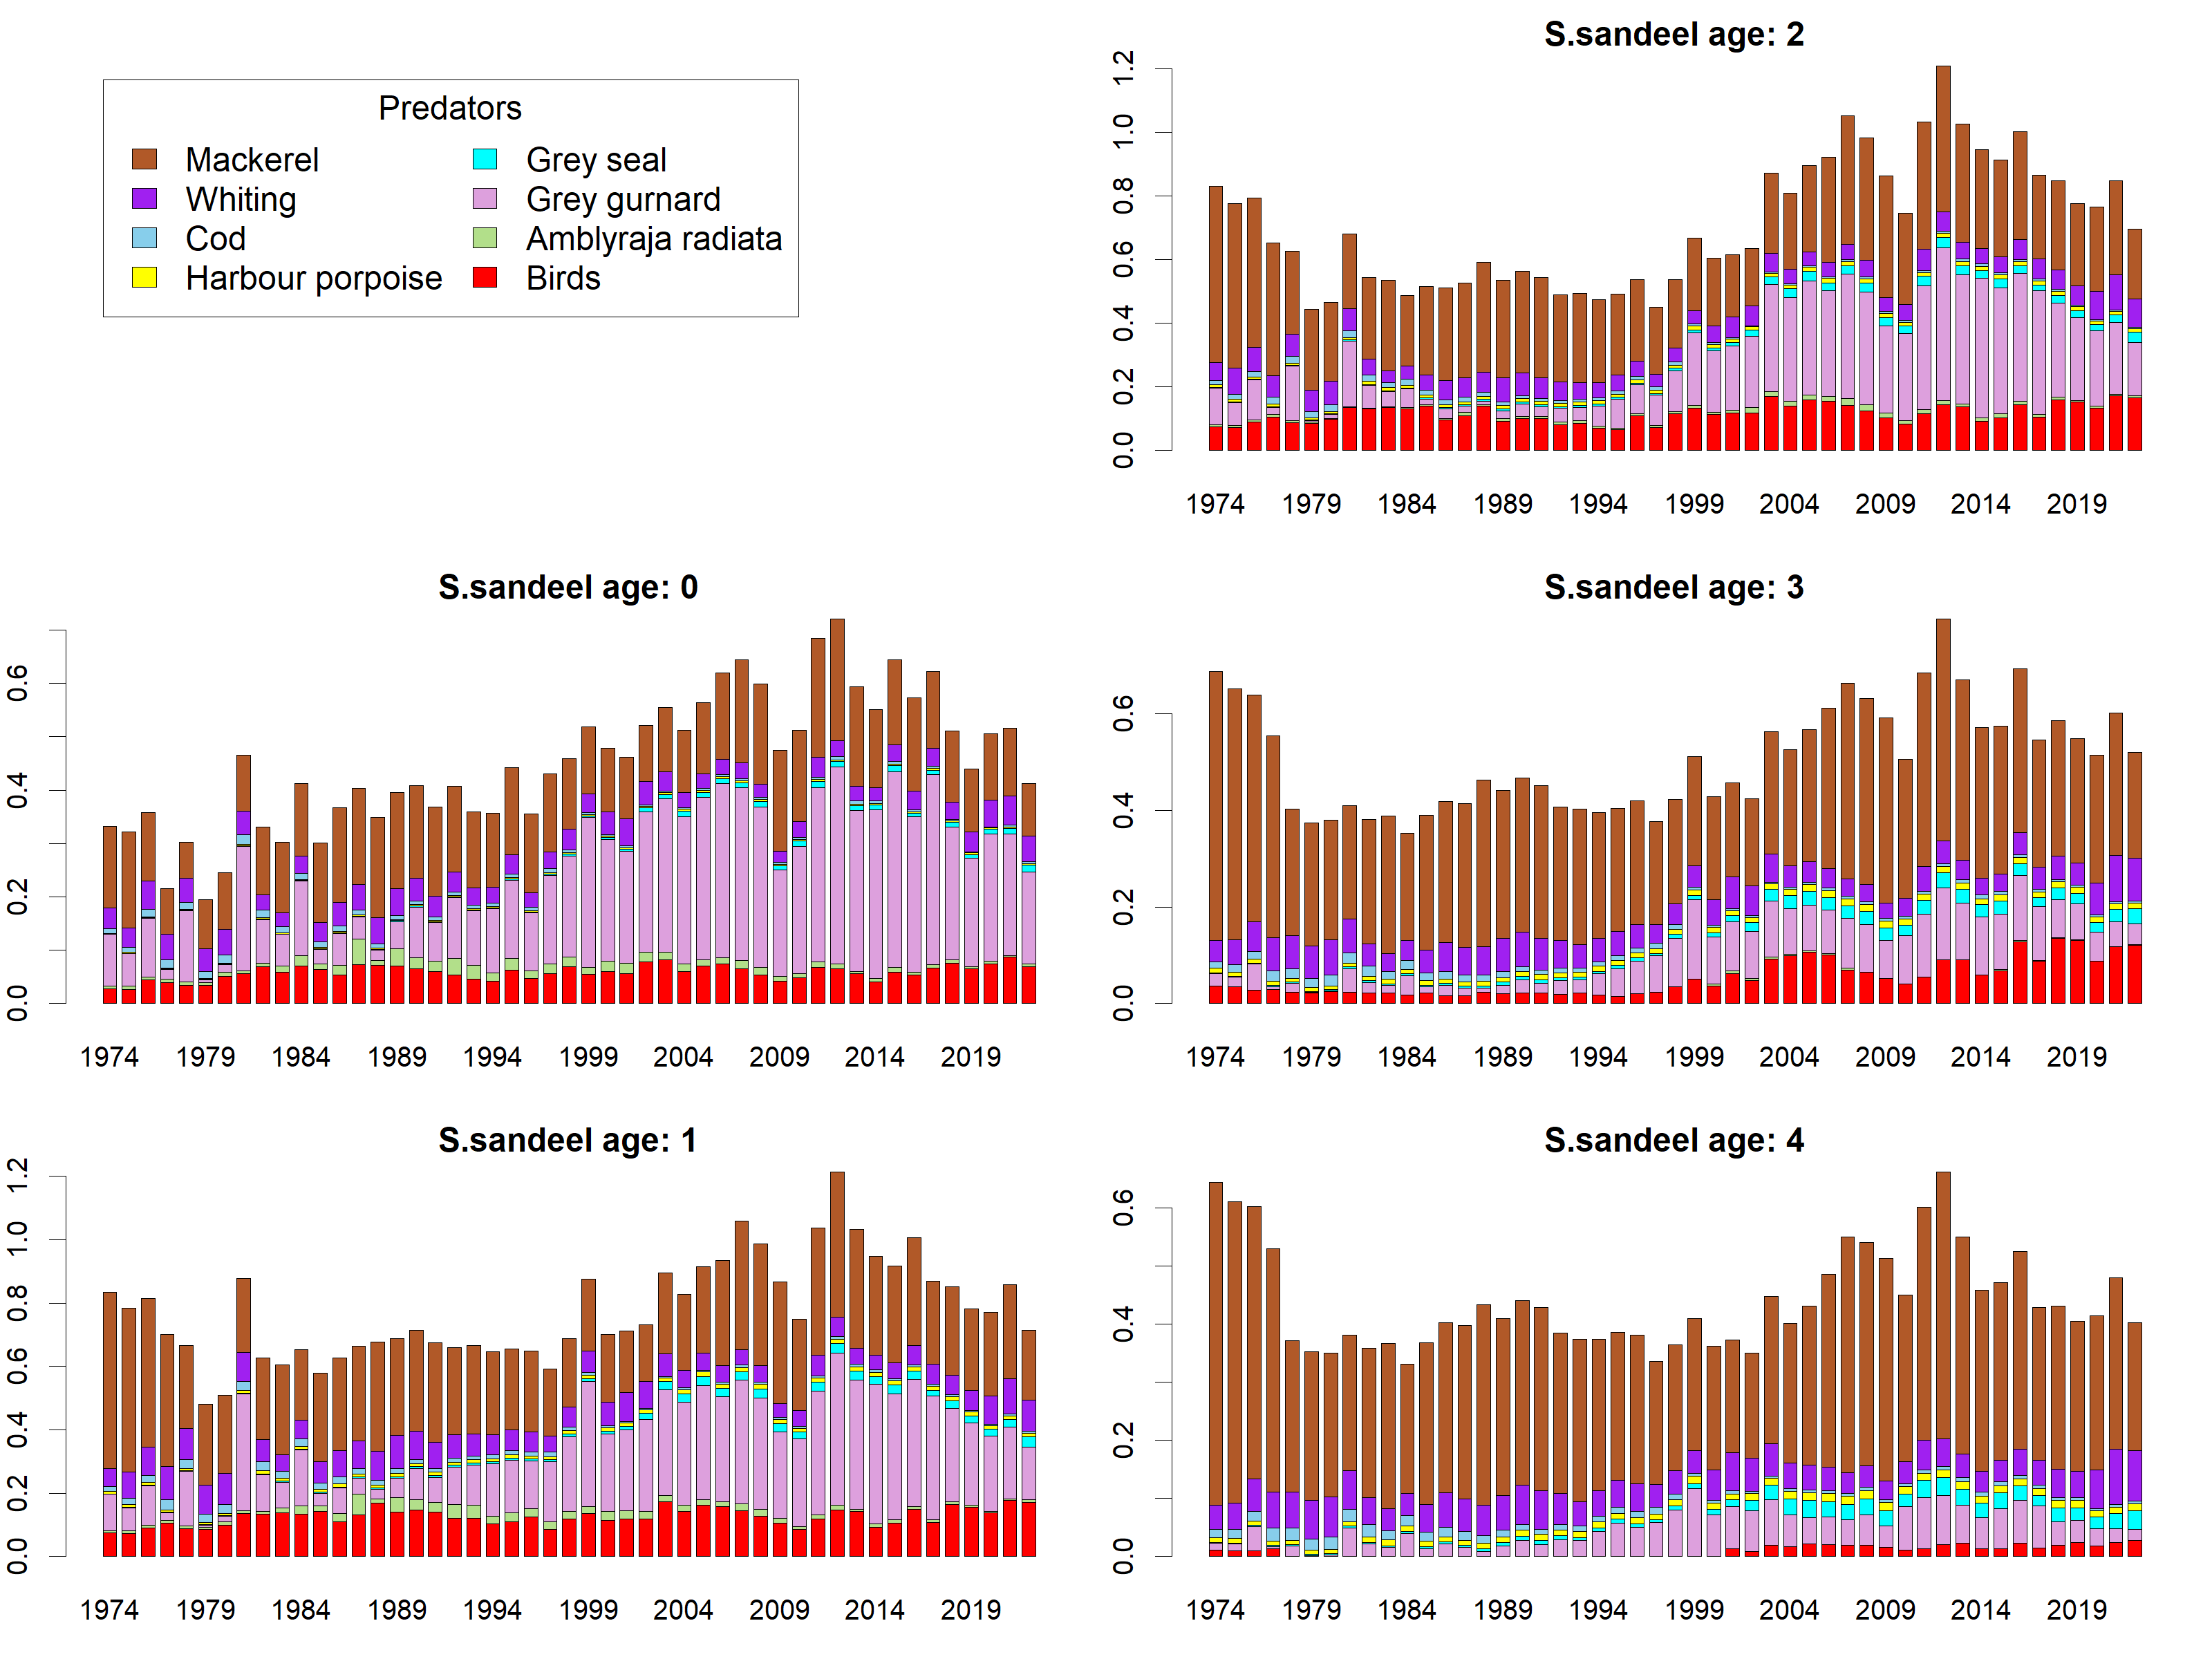 Predators
Mackerel
Whiting
Cod
Harbour porpoise
Grey seal
Grey gurnard
Amblyraja radiata
Birds
S.sandeel age: 2
0.0 0.2 0.4 0.6 0.8 1.0 1.2
1974 1979 1984 1989 1994 1999 2004 2009 2014 2019
S.sandeel age: 0
0.0 0.2 0.4 0.6
1974 1979 1984 1989 1994 1999 2004 2009 2014 2019
S.sandeel age: 3
0.0 0.2 0.4 0.6
1974 1979 1984 1989 1994 1999 2004 2009 2014 2019
S.sandeel age: 1
0.0 0.2 0.4 0.6 0.8 1.0 1.2
1974 1979 1984 1989 1994 1999 2004 2009 2014 2019
S.sandeel age: 4
0.0 0.2 0.4 0.6
1974 1979 1984 1989 1994 1999 2004 2009 2014 2019